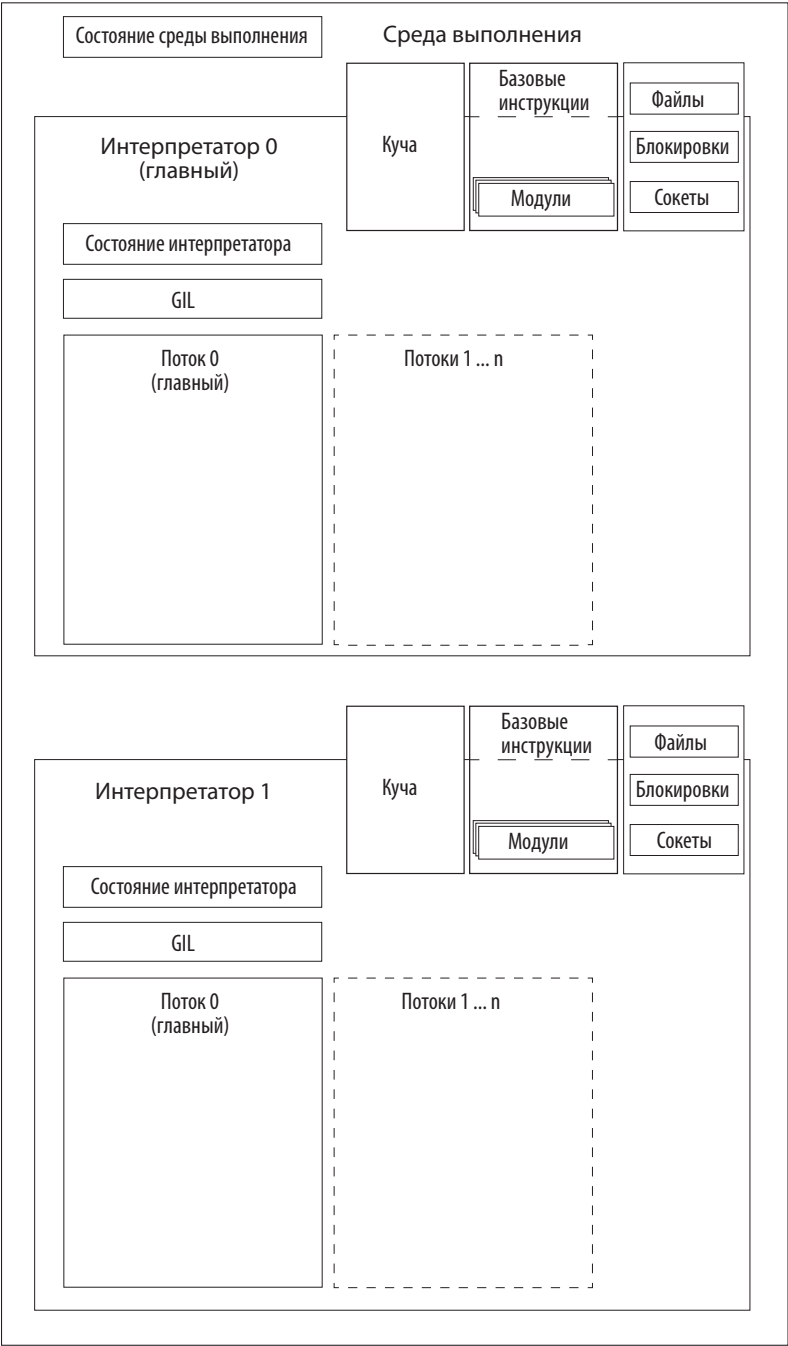 Состояние среды выполнения
Среда выполнения
Куча
Базовые
инструкции
Модули
Файлы
Блокировки
Сокеты
Интерпретатор 0
(главный)
Состояние интерпретатора
GIL
Поток 0
(главный)
Потоки 1 ... n
Куча
Базовые
инструкции
Модули
Файлы
Блокировки
Сокеты
Интерпретатор 1
Состояние интерпретатора
GIL
Поток 0
(главный)
Потоки 1 ... n